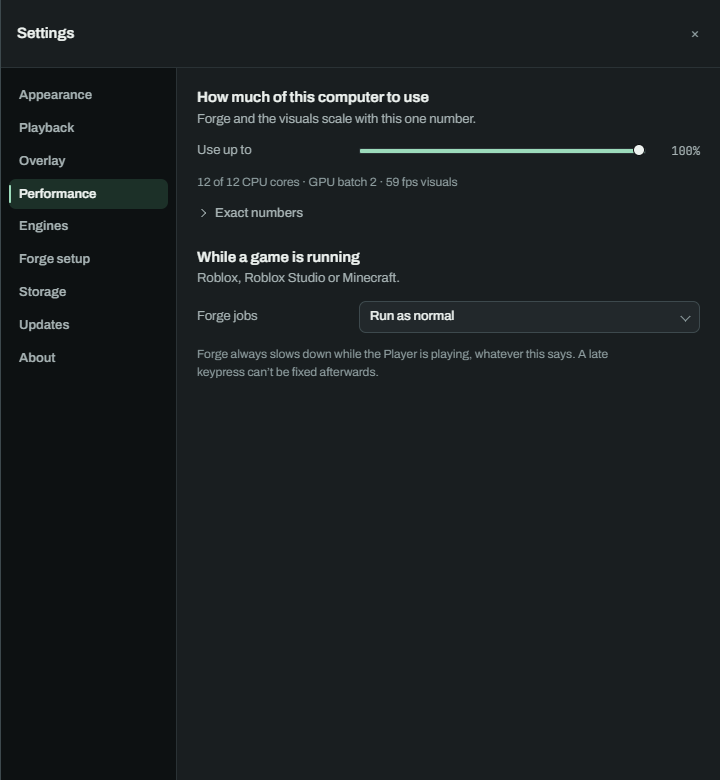 Settings
×
Appearance
Playback
Overlay
Performance
Engines
Forge setup
Storage
Updates
About
How much of this computer to use
Forge and the visuals scale with this one number.
Use up to
100%
12 of 12 CPU cores · GPU batch 2 · 59 fps visuals
Exact numbers
While a game is running
Roblox, Roblox Studio or Minecraft.
Forge jobs
Run as normal
Forge always slows down while the Player is playing, whatever this says. A late
keypress can’t be fixed afterwards.